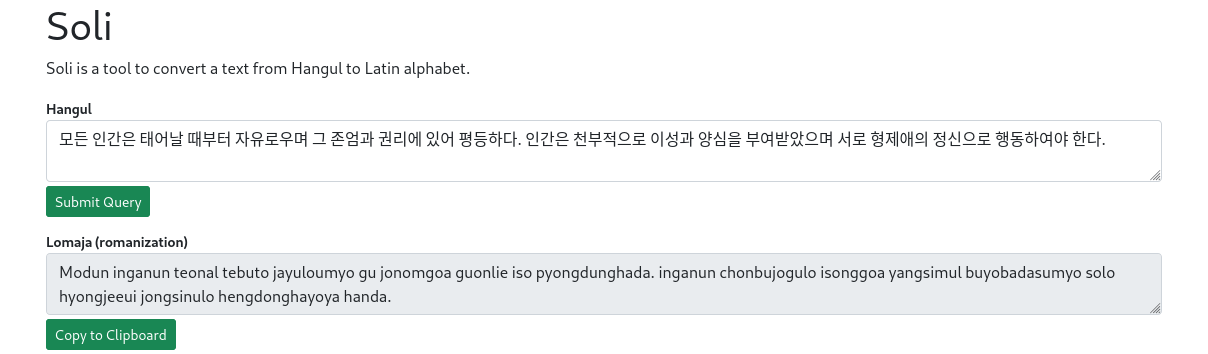 Soli
Soli is a tool to convert a text from Hangul to Latin alphabet.
Hangul
모든 인간은 태어날 때부터 자유로우며 그 존엄과 권리에 있어 평등하다. 인간은 천부적으로 이성과 양심을 부여받았으며 서로 형제애의 정신으로 행동하여야 한다.
Submit Query
Lomaja (romanization)
Modun inganun teonal tebuto jayuloumyo gu jonomgoa guonlie iso pyongdunghada. inganun chonbujogulo isonggoa yangsimul buyobadasumyo solo
hyongjeeui jongsinulo hengdonghayoya handa.
Copy to Clipboard